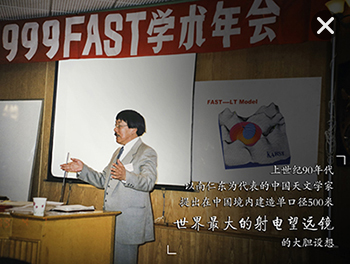 999FAST学术年会
FAST—LT Model
上世纪90年代
以南仁东为代表的中国天文学家
提出在中国境内建造单口径500米
世界最大的射电望远镜
的大胆设想